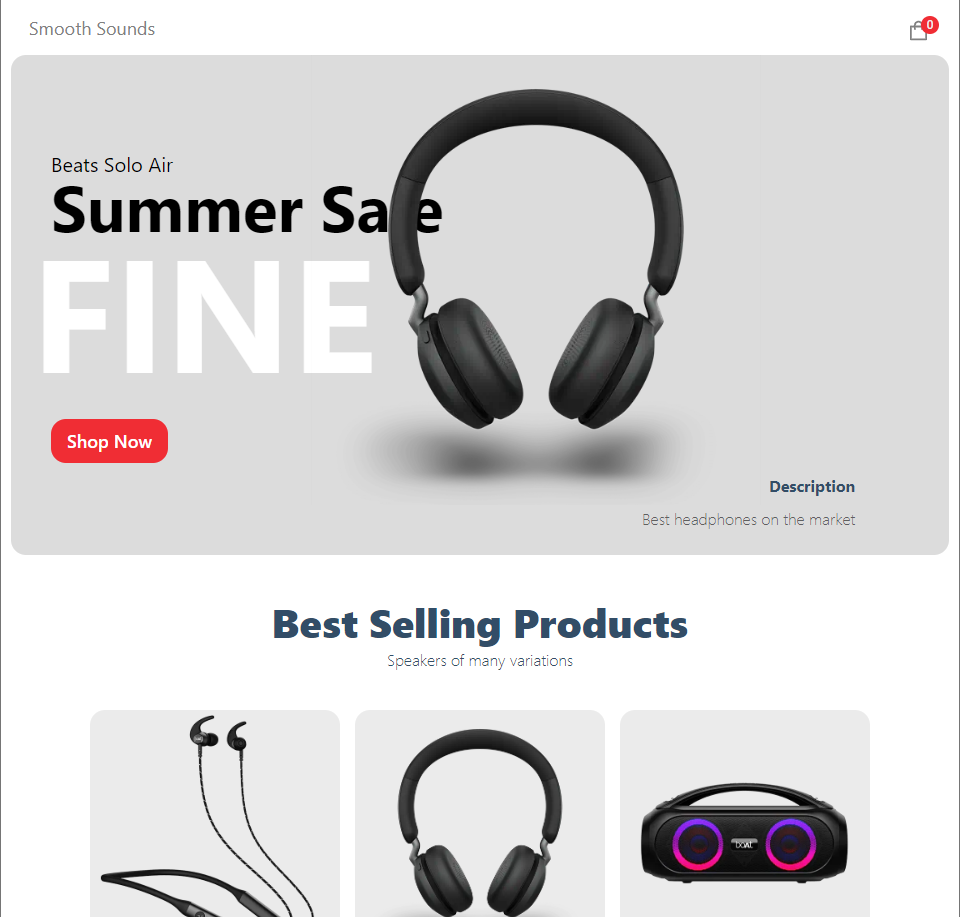 Smooth Sounds
0
Beats Solo Air
Summer Sale
FINE
Shop Now
Description
Best headphones on the market
Best Selling Products
Speakers of many variations